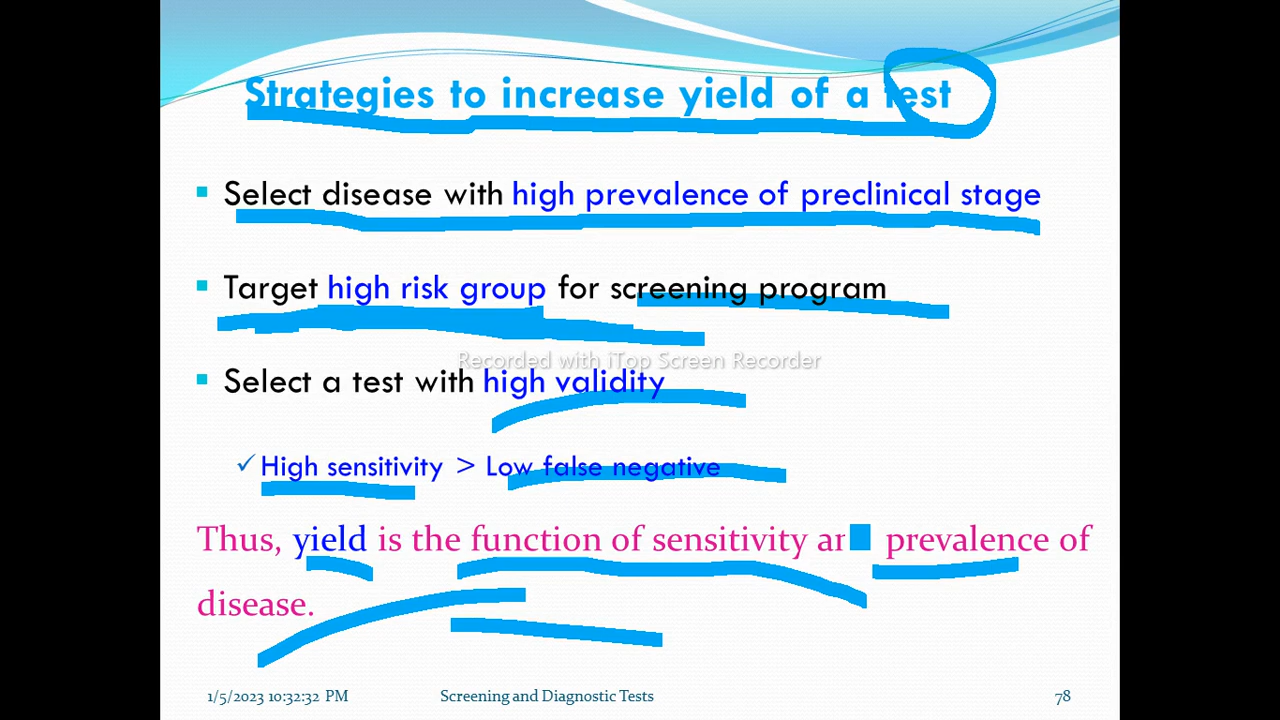 Strategies to increase yield of a test
Select disease with high prevalence of preclinical stage
Target high risk group for screening program
Recorded with iTop Screen Recorder
Select a test with high validity
High sensitivity > Low false negative
Thus, yield is the function of sensitivity prevalence of
disease.
1/5/2023 10:32:32 PM Screening and Diagnostic Tests 78